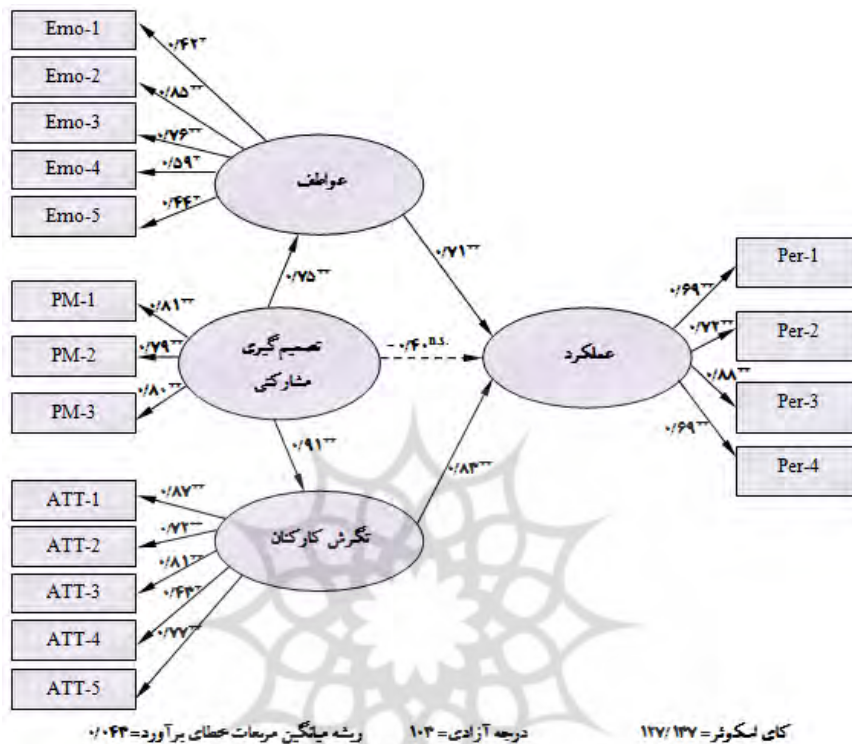 Emo-1
۰/۴۲*
Emo-2
۰/۸۵**
Emo-3
۰/۷۶**
Emo-4
۰/۵۹*
Emo-5
۰/۴۴*
عواطف
۰/۷۱**
۰/۷۵**
PM-1
۰/۸۱**
PM-2
۰/۷۹**
PM-3
۰/۸۰**
تصمیم‌گیری
مشارکتی
-۰/۴۰n.s.
عملکرد
Per-1
۰/۶۹**
Per-2
۰/۷۲**
Per-3
۰/۸۸**
Per-4
۰/۶۹**
۰/۹۱**
۰/۸۳**
ATT-1
۰/۸۷**
ATT-2
۰/۷۲**
ATT-3
۰/۸۱**
ATT-4
۰/۴۳*
ATT-5
۰/۷۷**
نگرش کارکنان
کای اسکوئر= ۱۲۷/۱۳۷ درجه آزادی= ۱۰۳ ریشه میانگین مربعات خطای برآورد= ۰/۰۴۳